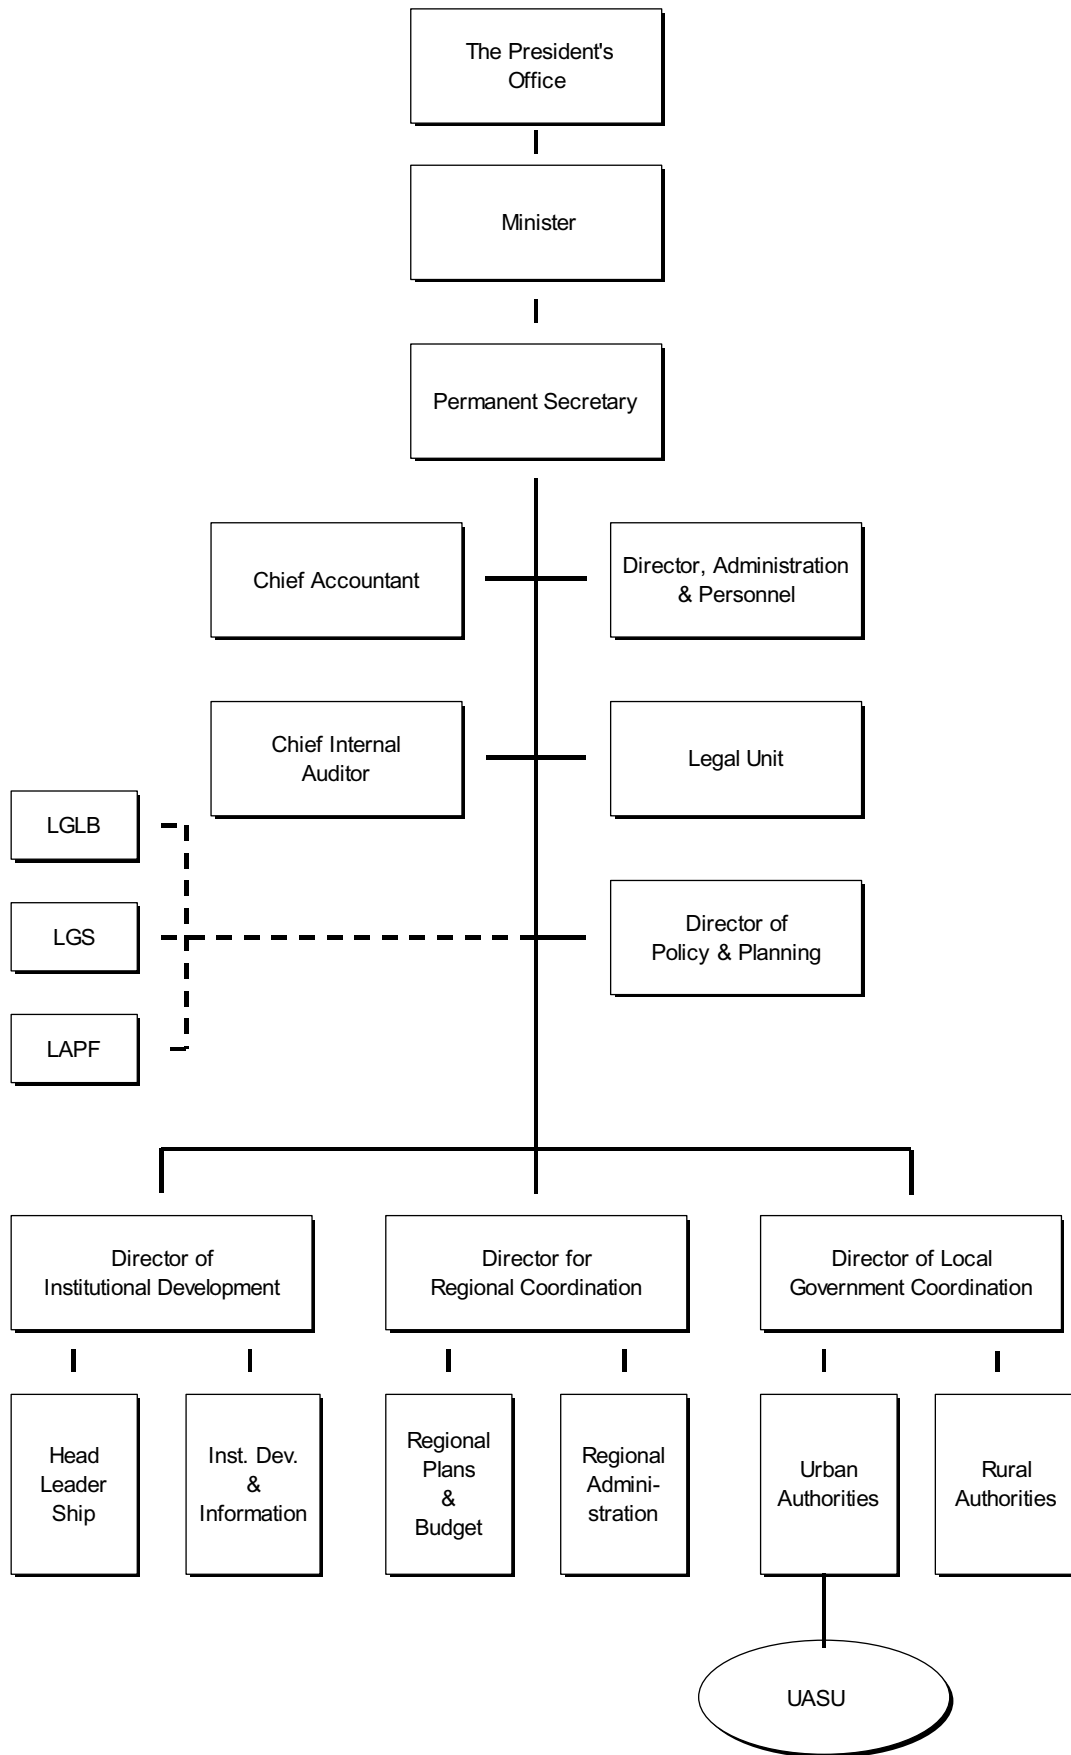 The President's
Office
Minister
Permanent Secretary
Chief Accountant
Director, Administration
& Personnel
Chief Internal
Auditor
Legal Unit
LGLB
LGS
LAPF
Director of
Policy & Planning
Director of
Institutional Development
Director for
Regional Coordination
Director of Local
Government Coordination
Head
Leader
Ship
Inst. Dev.
&
Information
Regional
Plans
&
Budget
Regional
Admini-
stration
Urban
Authorities
Rural
Authorities
UASU